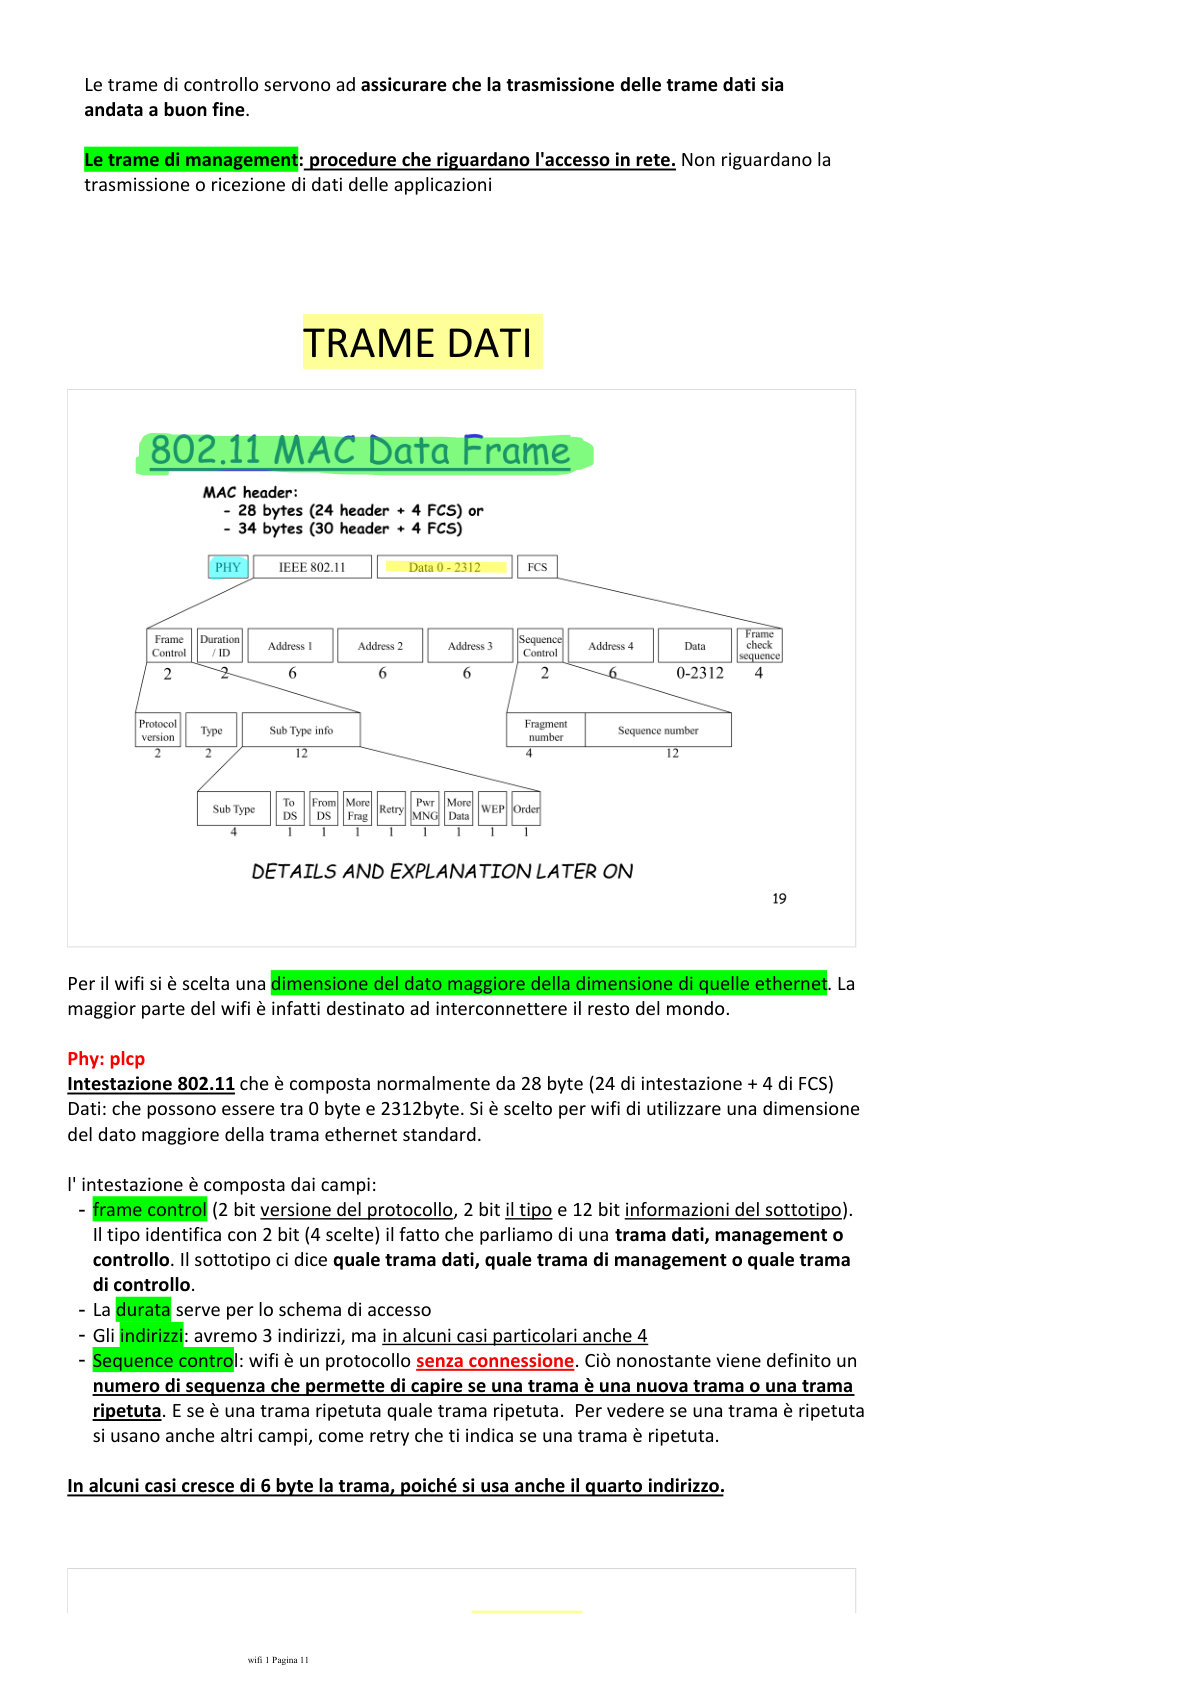 Le trame di controllo servono ad assicurare che la trasmissione delle trame dati sia
andata a buon fine.
Le trame di management: procedure che riguardano l'accesso in rete. Non riguardano la
trasmissione o ricezione di dati delle applicazioni
TRAME DATI
802.11 MAC Data Frame
MAC header:
- 28 bytes (24 header + 4 FCS) or
- 34 bytes (30 header + 4 FCS)
PHY IEEE 802.11 Data 0 - 2312 FCS
Frame Control Duration / ID Address 1 Address 2 Address 3 Sequence Control Address 4 Data Frame check sequence
2 2 6 6 6 2 6 0-2312 4
Protocol version Type Sub Type info Fragment number Sequence number
2 2 12 4 12
Sub Type To DS From DS More Frag Retry Pwr MNG More Data WEP Order
4 1 1 1 1 1 1 1 1
DETAILS AND EXPLANATION LATER ON
19
Per il wifi si è scelta una dimensione del dato maggiore della dimensione di quelle ethernet. La
maggior parte del wifi è infatti destinato ad interconnettere il resto del mondo.
Phy: plcp
Intestazione 802.11 che è composta normalmente da 28 byte (24 di intestazione + 4 di FCS)
Dati: che possono essere tra 0 byte e 2312byte. Si è scelto per wifi di utilizzare una dimensione
del dato maggiore della trama ethernet standard.
l' intestazione è composta dai campi:
- frame control (2 bit versione del protocollo, 2 bit il tipo e 12 bit informazioni del sottotipo).
Il tipo identifica con 2 bit (4 scelte) il fatto che parliamo di una trama dati, management o
controllo. Il sottotipo ci dice quale trama dati, quale trama di management o quale trama
di controllo.
- La durata serve per lo schema di accesso
- Gli indirizzi: avremo 3 indirizzi, ma in alcuni casi particolari anche 4
- Sequence control: wifi è un protocollo senza connessione. Ciò nonostante viene definito un
numero di sequenza che permette di capire se una trama è una nuova trama o una trama
ripetuta. E se è una trama ripetuta quale trama ripetuta.  Per vedere se una trama è ripetuta
si usano anche altri campi, come retry che ti indica se una trama è ripetuta.
In alcuni casi cresce di 6 byte la trama, poiché si usa anche il quarto indirizzo.
wifi 1 Pagina 11